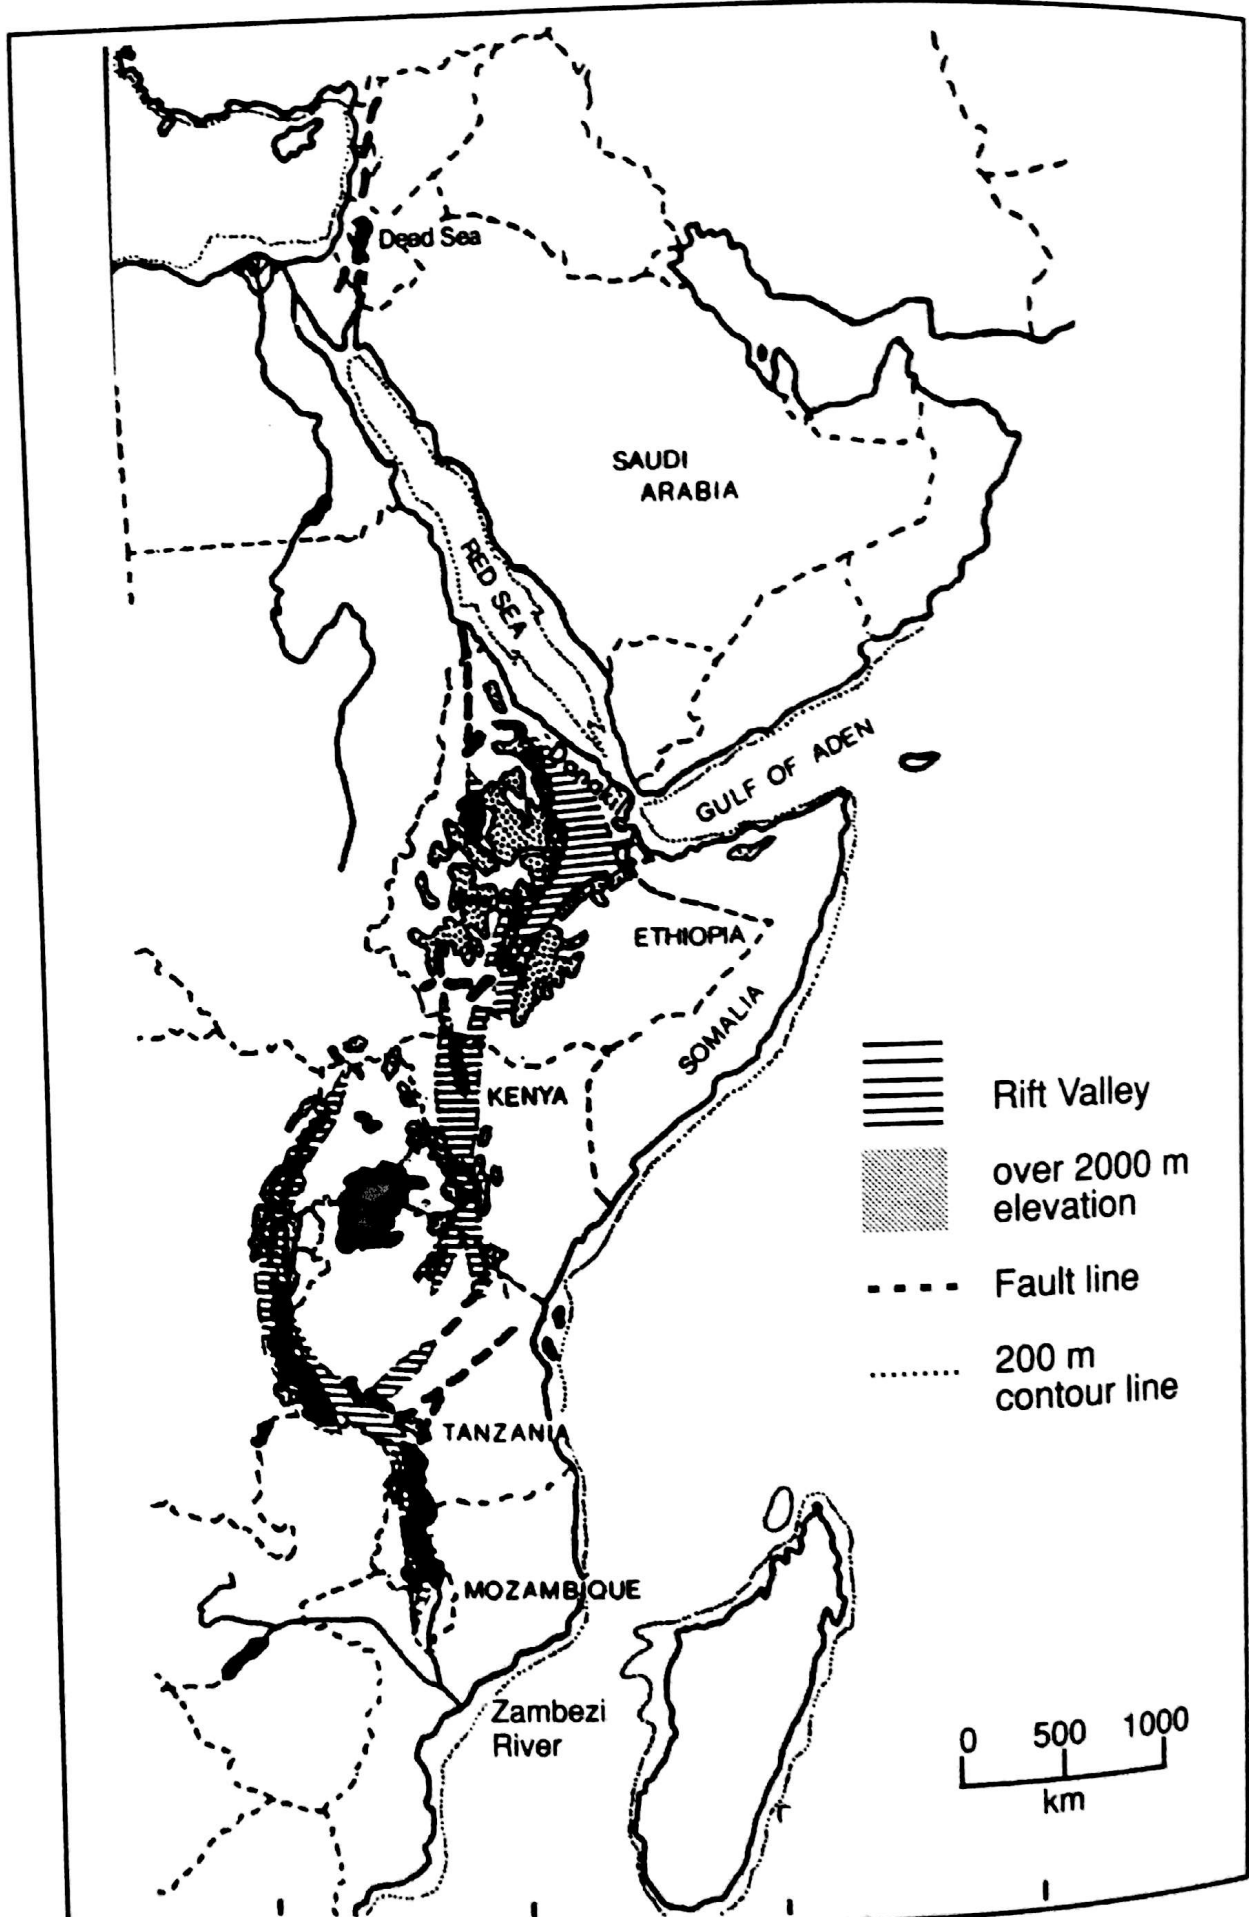 Dead Sea
SAUDI
ARABIA
RED SEA
GULF OF ADEN
ETHIOPIA
SOMALIA
KENYA
Rift Valley
over 2000 m
elevation
Fault line
200 m
contour line
TANZANIA
MOZAMBIQUE
Zambezi
River
0 500 1000
km